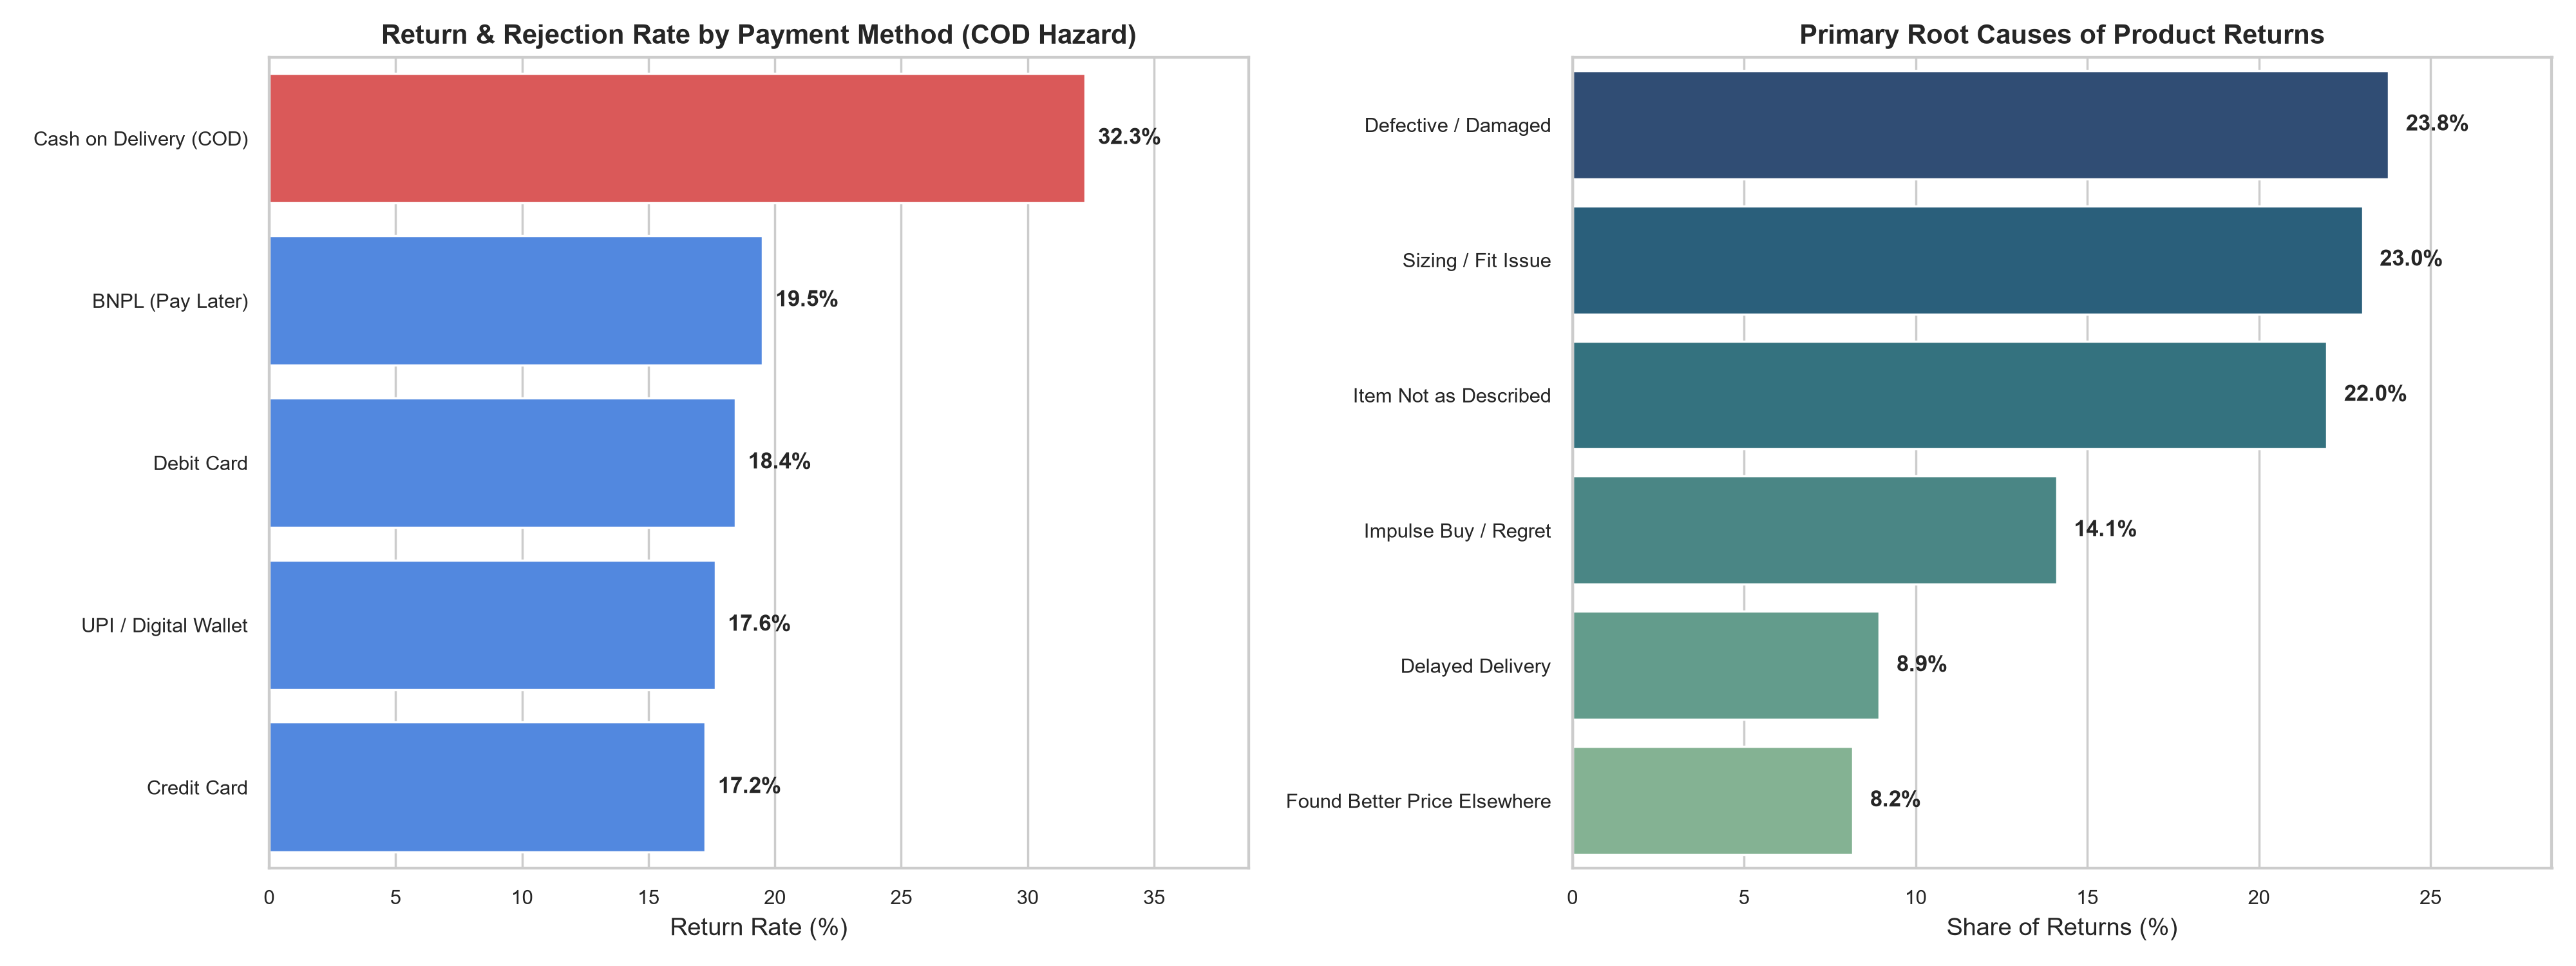 Return & Rejection Rate by Payment Method (COD Hazard)
Cash on Delivery (COD)
32.3%
BNPL (Pay Later)
19.5%
Debit Card
18.4%
UPI / Digital Wallet
17.6%
Credit Card
17.2%
0 5 10 15 20 25 30 35
Return Rate (%)
Primary Root Causes of Product Returns
Defective / Damaged
23.8%
Sizing / Fit Issue
23.0%
Item Not as Described
22.0%
Impulse Buy / Regret
14.1%
Delayed Delivery
8.9%
Found Better Price Elsewhere
8.2%
0 5 10 15 20 25
Share of Returns (%)